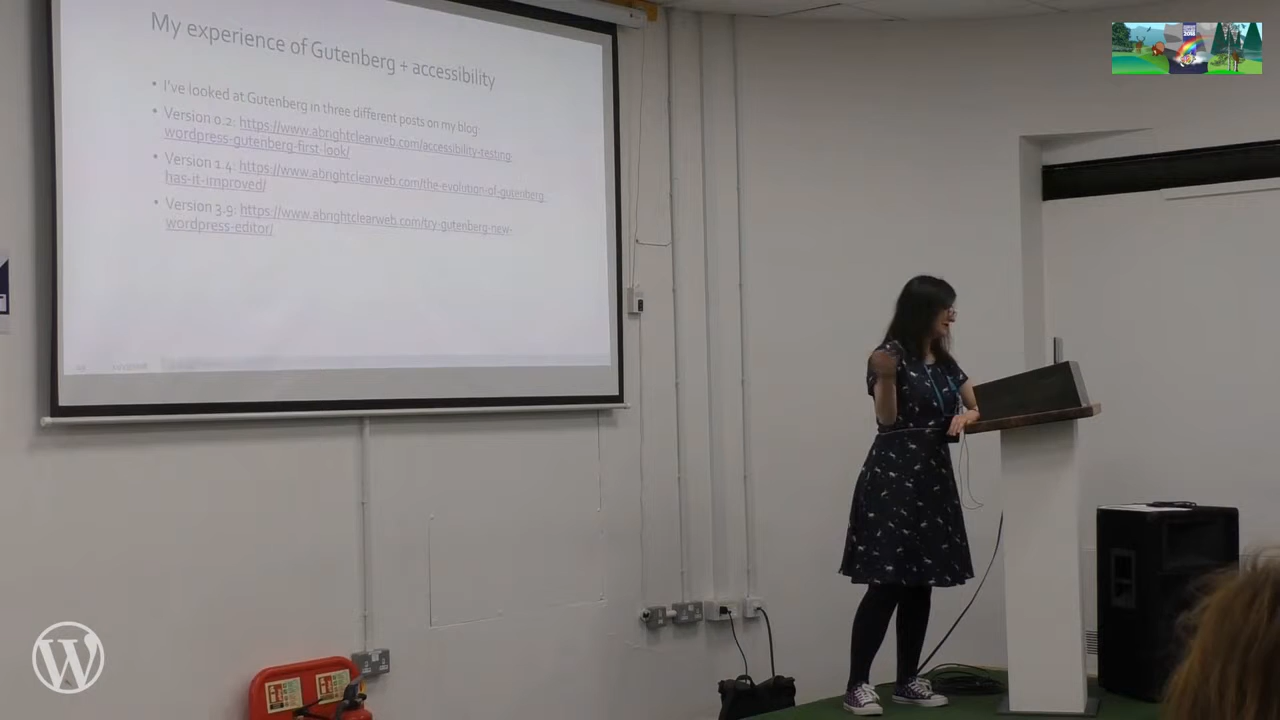 My experience of Gutenberg + accessibility
• I've looked at Gutenberg in three different posts on my blog:
• Version 0.2: https://www.abrightclearweb.com/accessibility-testing-
wordpress-gutenberg-first-look/
• Version 1.4: https://www.abrightclearweb.com/the-evolution-of-gutenberg-
has-it-improved/
• Version 3.9: https://www.abrightclearweb.com/try-gutenberg-new-
wordpress-editor/